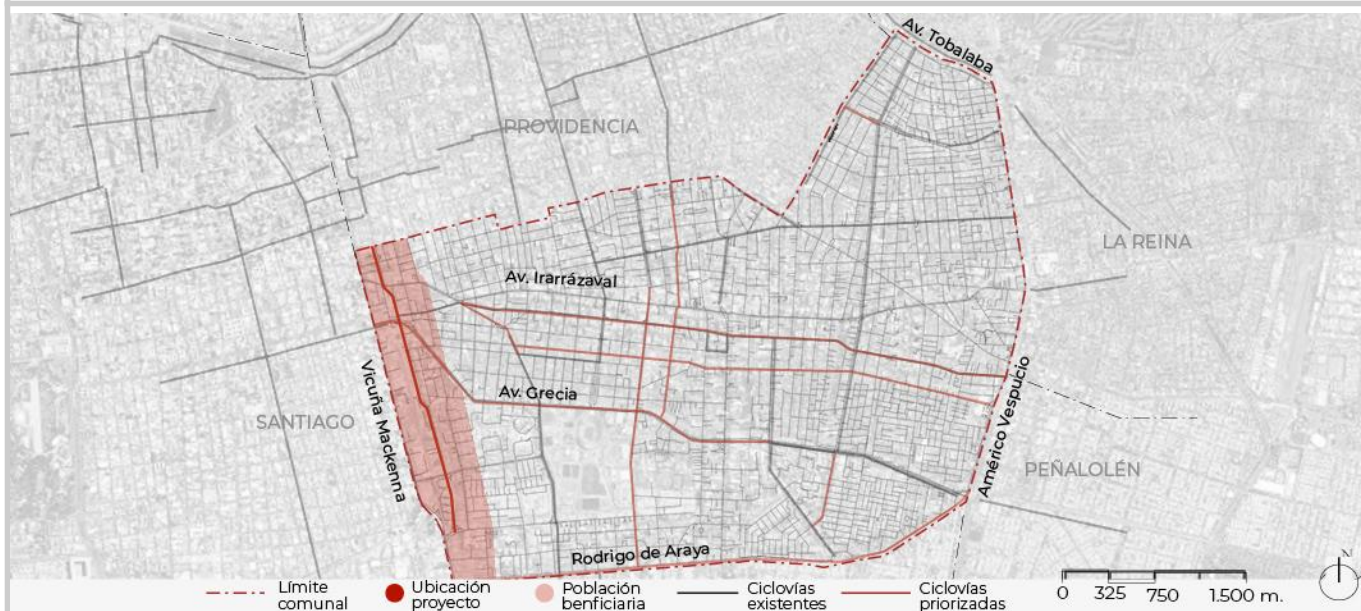 Av. Tobalaba
PROVIDENCIA
LA REINA
Av. Irarrázaval
Vicuña Mackenna
Av. Grecia
SANTIAGO
Américo Vespucio
PEÑALOLÉN
Rodrigo de Araya
Límite
comunal
Ubicación
proyecto
Población
benficiaria
Ciclovías
existentes
Ciclovías
priorizadas
0 325 750 1.500 m.
N